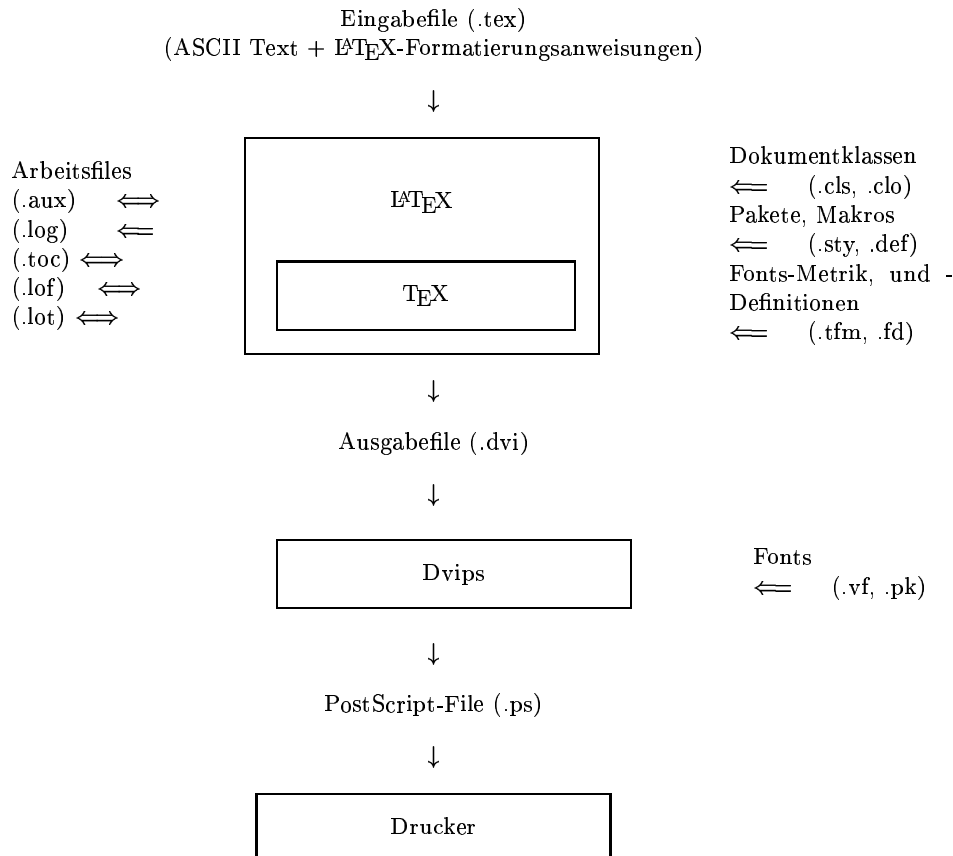 Eingabefile (.tex)
(ASCII Text + LATEX-Formatierungsanweisungen)
↓
Arbeitsfiles
(.aux) ⟺
(.log) ⟸
(.toc) ⟺
(.lof) ⟺
(.lot) ⟺
LATEX
TEX
Dokumentklassen
⟸ (.cls, .clo)
Pakete, Makros
⟸ (.sty, .def)
Fonts-Metrik, und -
Definitionen
⟸ (.tfm, .fd)
↓
Ausgabefile (.dvi)
↓
Dvips
Fonts
⟸ (.vf, .pk)
↓
PostScript-File (.ps)
↓
Drucker